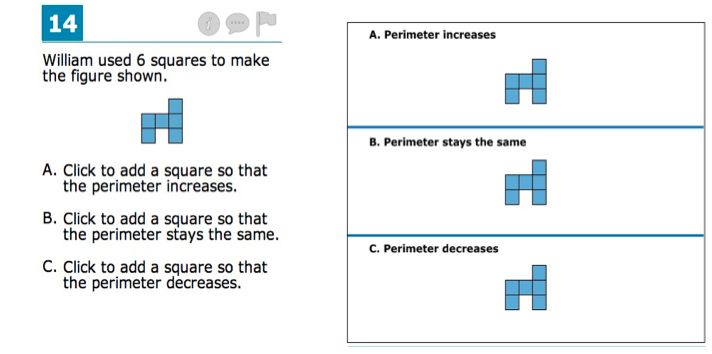 14
William used 6 squares to make
the figure shown.
A. Click to add a square so that
the perimeter increases.
B. Click to add a square so that
the perimeter stays the same.
C. Click to add a square so that
the perimeter decreases.
A. Perimeter increases
B. Perimeter stays the same
C. Perimeter decreases